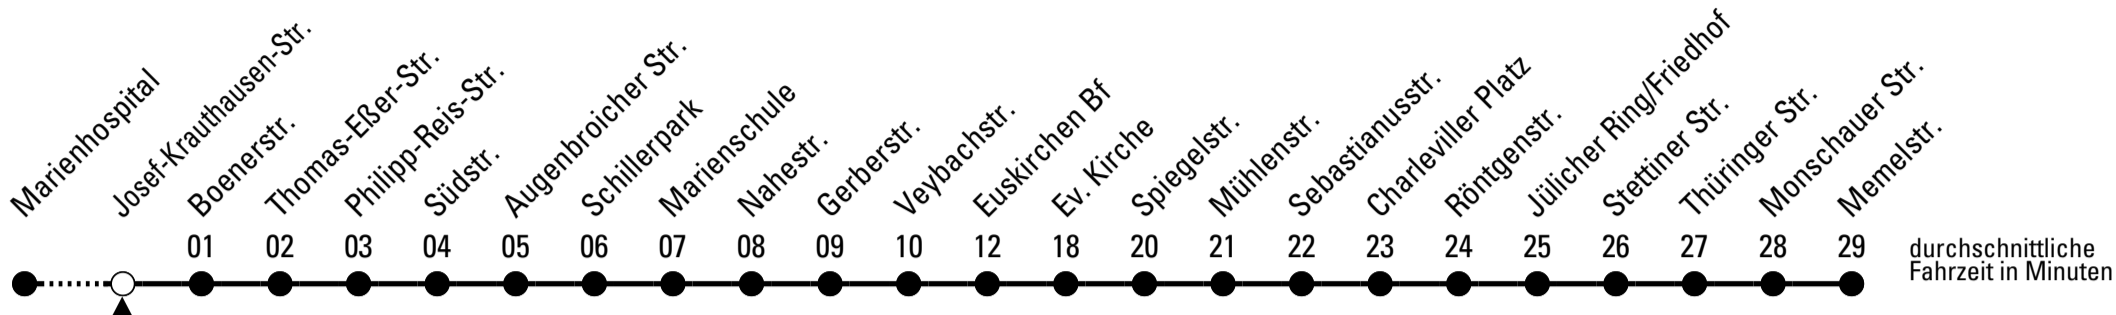 Marienhospital
Josef-Krauthausen-Str.
Boenerstr.
Thomas-Eßer-Str.
Philipp-Reis-Str.
Südstr.
Augenbroicher Str.
Schillerpark
Marienschule
Nahestr.
Gerberstr.
Veybachstr.
Euskirchen Bf
Ev. Kirche
Spiegelstr.
Mühlenstr.
Sebastianusstr.
Charleviller Platz
Röntgenstr.
Jülicher Ring/Friedhof
Stettiner Str.
Thüringer Str.
Monschauer Str.
Memelstr.
01 02 03 04 05 06 07 08 09 10 12 18 20 21 22 23 24 25 26 27 28 29
durchschnittliche
Fahrzeit in Minuten